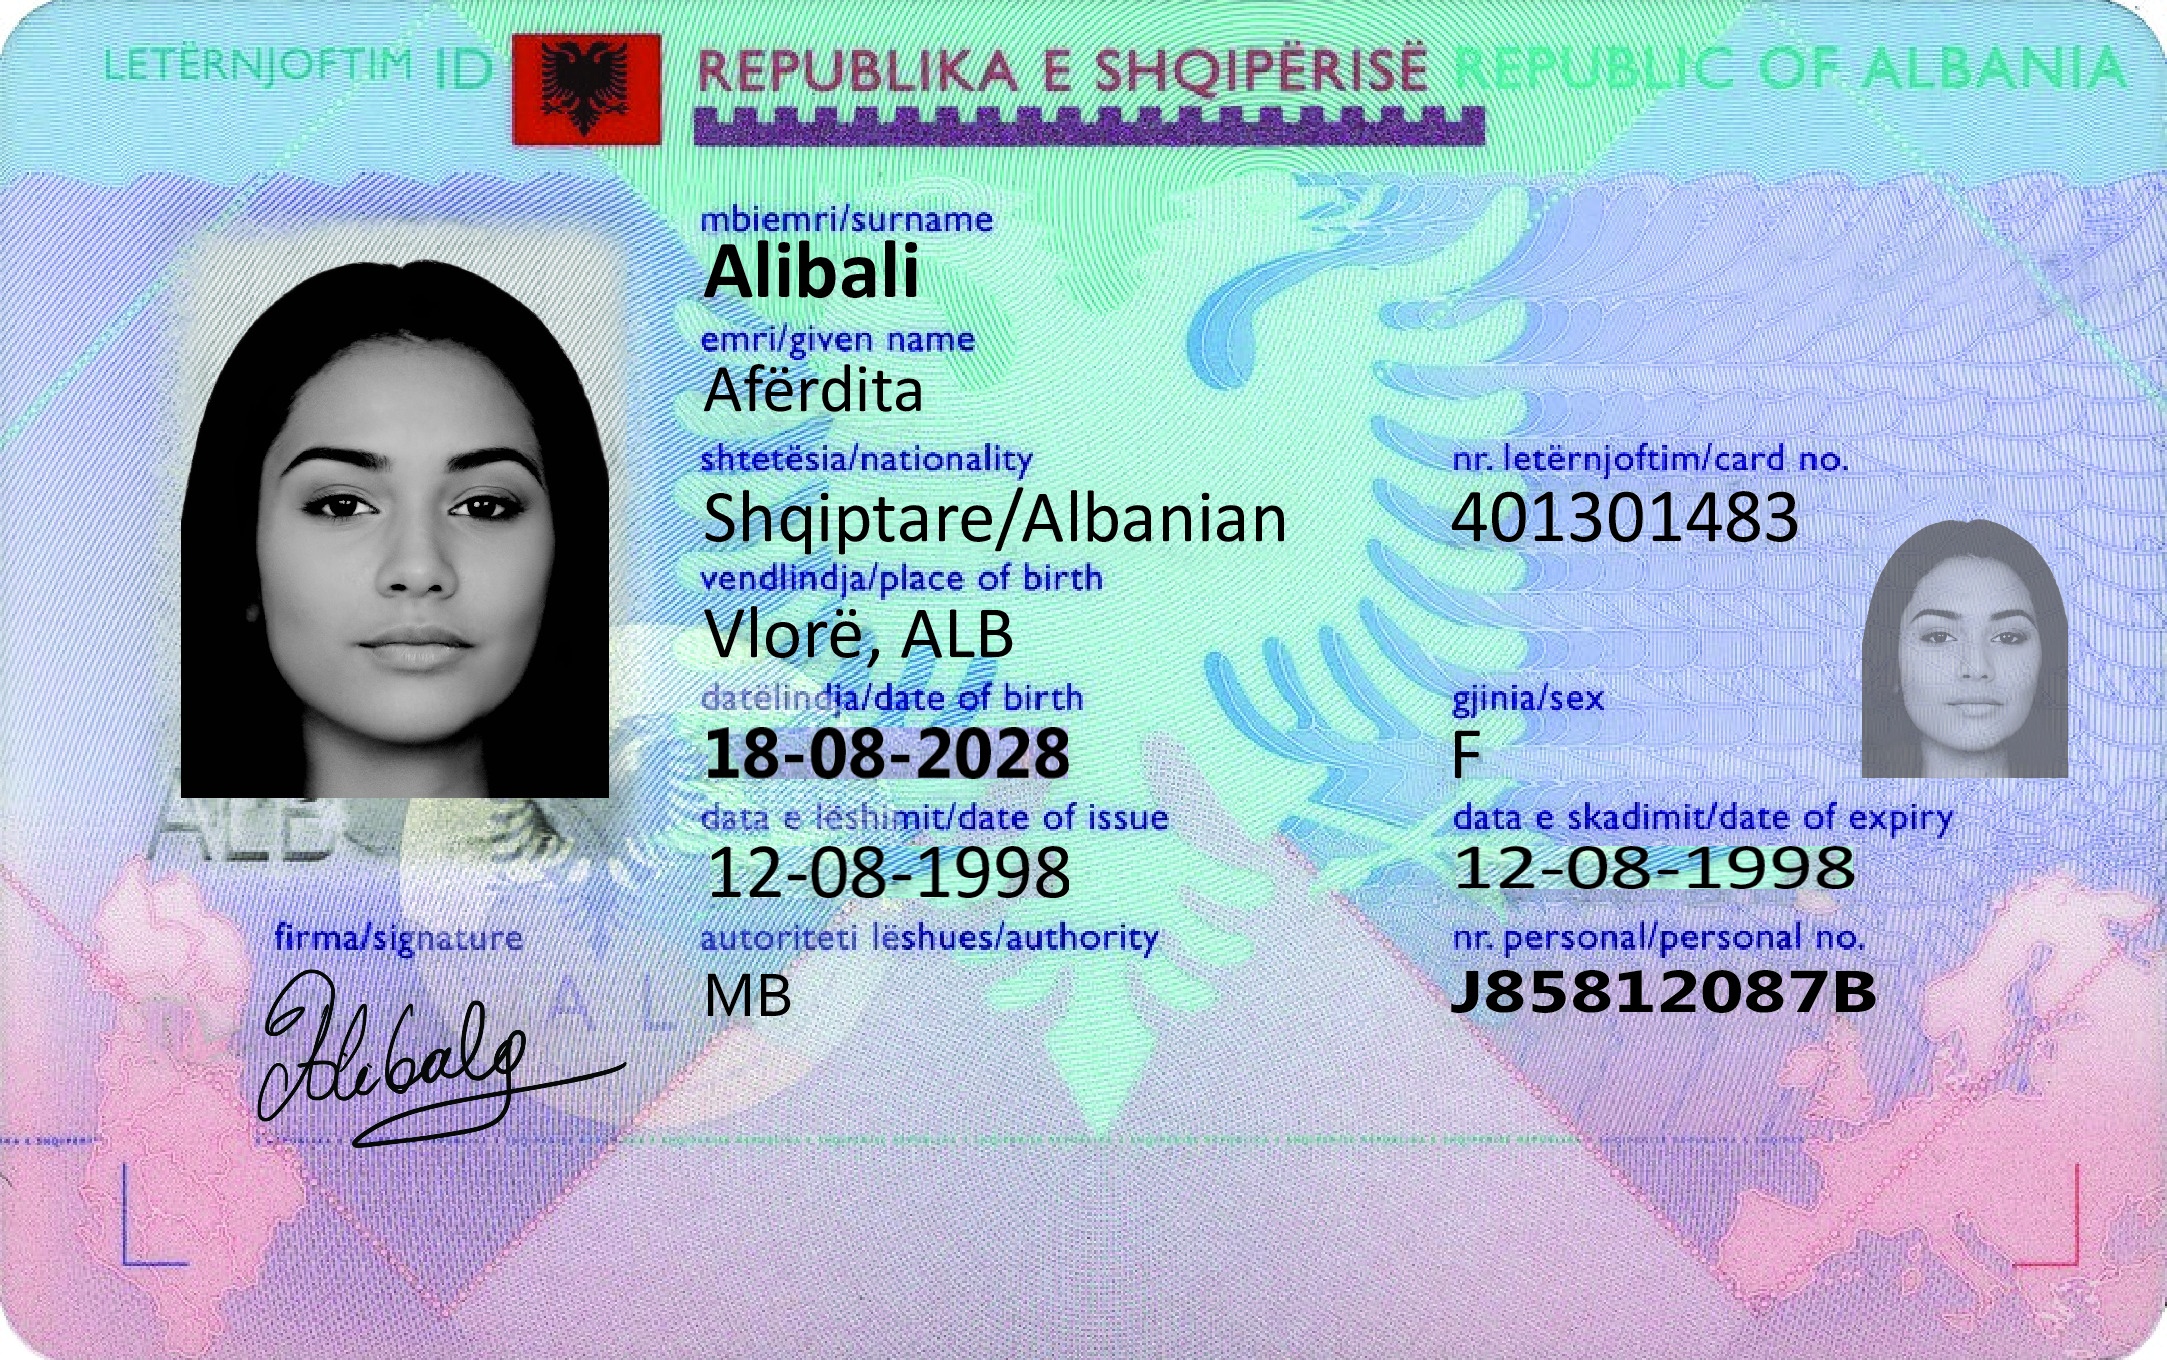 LETËRNJOFTIM ID REPUBLIKA E SHQIPËRISË REPUBLIC OF ALBANIA
mbiemri/surname
Alibali
emri/given name
Afërdita
shtetësia/nationality nr. letërnjoftim/card no.
Shqiptare/Albanian 401301483
vendlindja/place of birth
Vlorë, ALB
datëlindja/date of birth gjinia/sex
18-08-2028 F
data e lëshimit/date of issue data e skadimit/date of expiry
12-08-1998 12-08-1998
ALB
firma/signature autoriteti lëshues/authority nr. personal/personal no.
MB J85812087B
A L